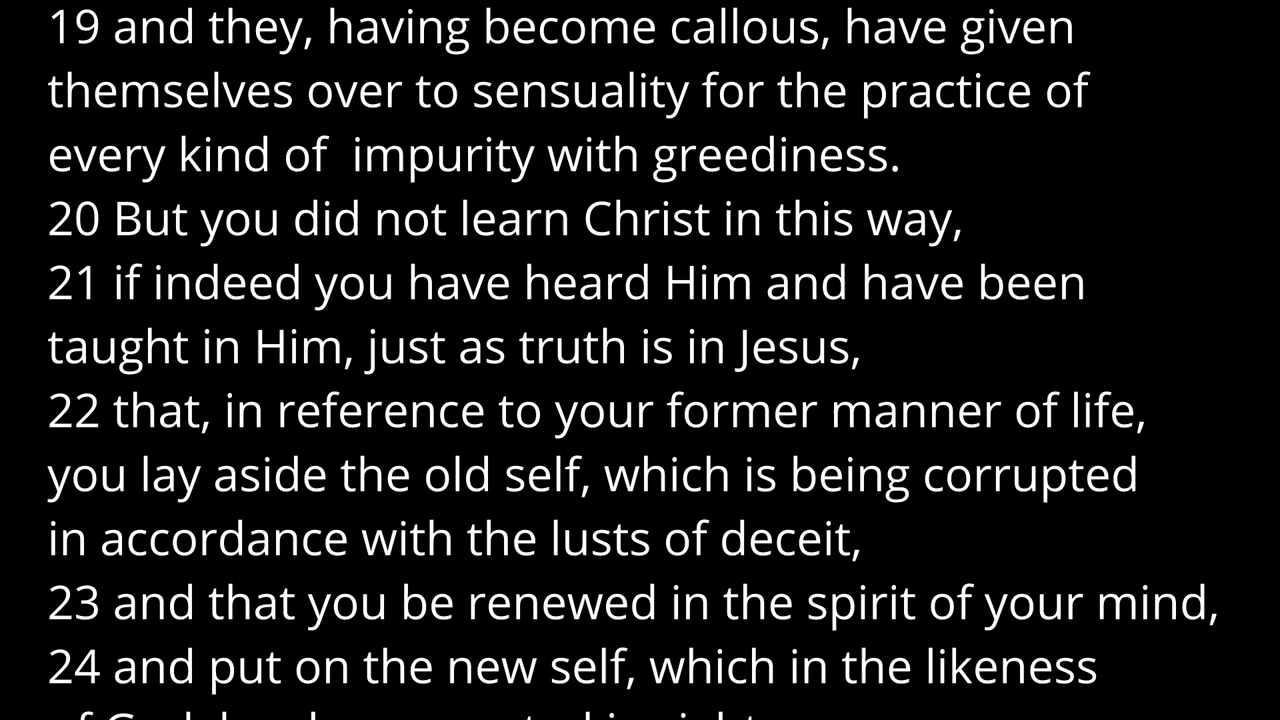 19 and they, having become callous, have given
themselves over to sensuality for the practice of
every kind of  impurity with greediness.
20 But you did not learn Christ in this way,
21 if indeed you have heard Him and have been
taught in Him, just as truth is in Jesus,
22 that, in reference to your former manner of life,
you lay aside the old self, which is being corrupted
in accordance with the lusts of deceit,
23 and that you be renewed in the spirit of your mind,
24 and put on the new self, which in the likeness